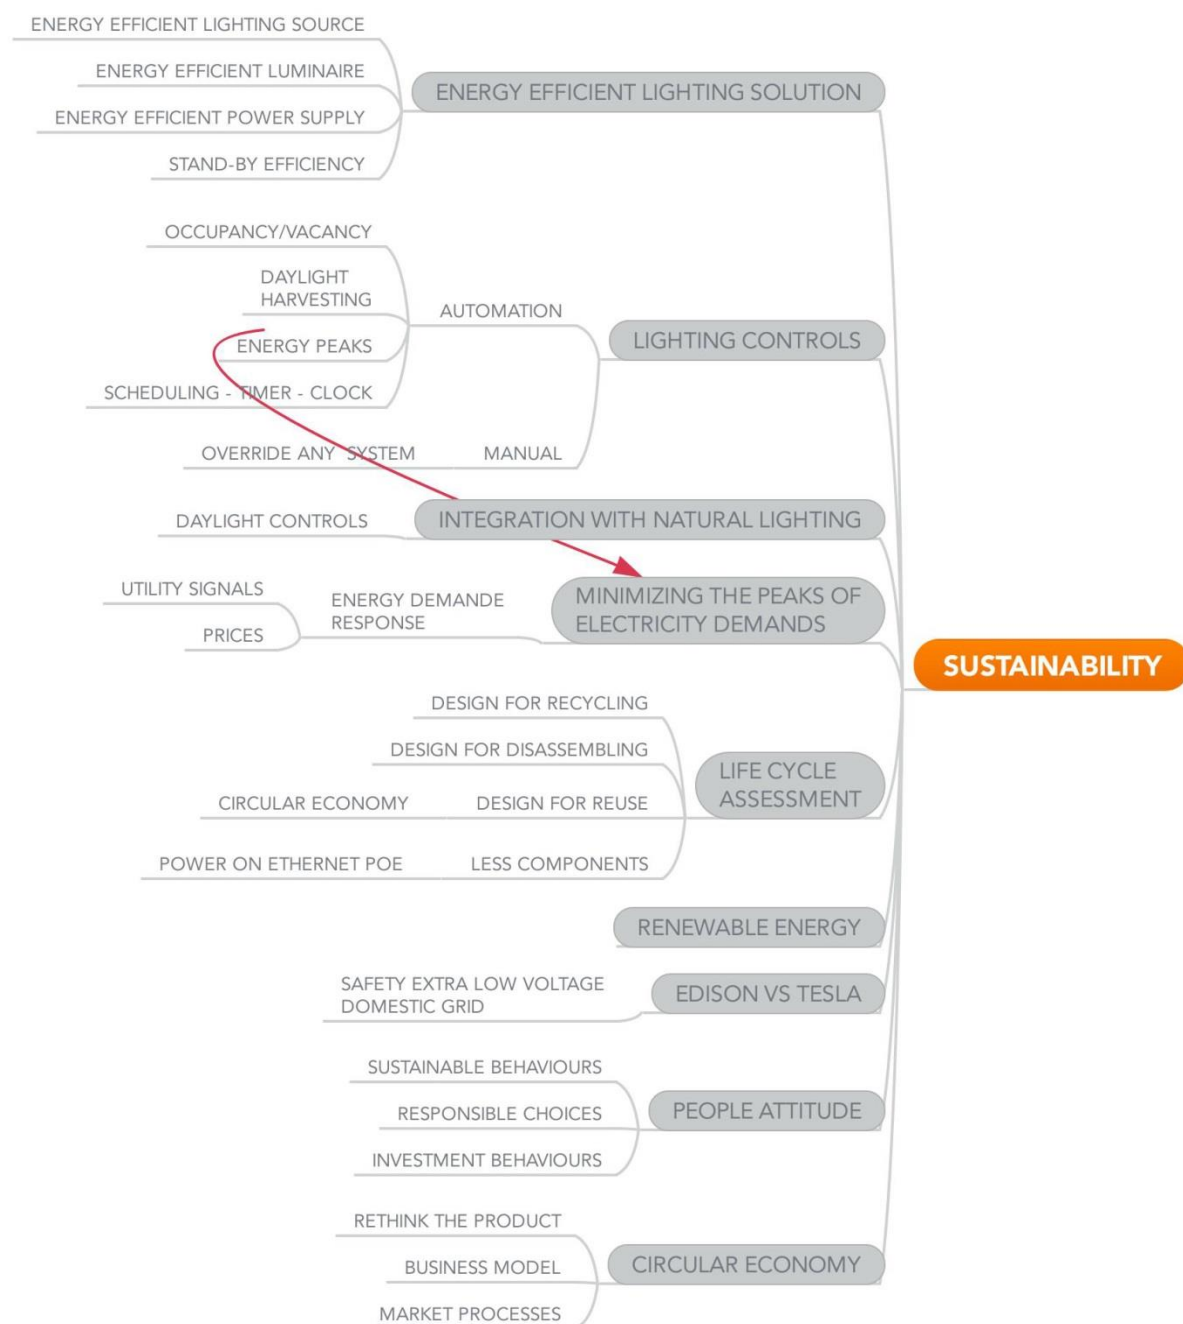 ENERGY EFFICIENT LIGHTING SOURCE
ENERGY EFFICIENT LUMINAIRE
ENERGY EFFICIENT POWER SUPPLY
STAND-BY EFFICIENCY
ENERGY EFFICIENT LIGHTING SOLUTION
OCCUPANCY/VACANCY
DAYLIGHT
HARVESTING
ENERGY PEAKS
SCHEDULING - TIMER - CLOCK
AUTOMATION
OVERRIDE ANY SYSTEM
MANUAL
LIGHTING CONTROLS
DAYLIGHT CONTROLS
INTEGRATION WITH NATURAL LIGHTING
UTILITY SIGNALS
PRICES
ENERGY DEMANDE
RESPONSE
MINIMIZING THE PEAKS OF
ELECTRICITY DEMANDS
SUSTAINABILITY
DESIGN FOR RECYCLING
DESIGN FOR DISASSEMBLING
CIRCULAR ECONOMY
DESIGN FOR REUSE
POWER ON ETHERNET POE
LESS COMPONENTS
LIFE CYCLE
ASSESSMENT
RENEWABLE ENERGY
SAFETY EXTRA LOW VOLTAGE
DOMESTIC GRID
EDISON VS TESLA
SUSTAINABLE BEHAVIOURS
RESPONSIBLE CHOICES
INVESTMENT BEHAVIOURS
PEOPLE ATTITUDE
RETHINK THE PRODUCT
BUSINESS MODEL
MARKET PROCESSES
CIRCULAR ECONOMY